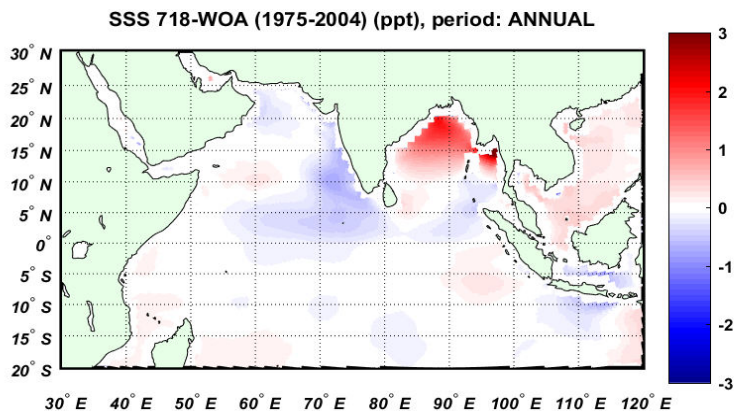 SSS 718-WOA (1975-2004) (ppt), period: ANNUAL
30° N
25° N
20° N
15° N
10° N
5° N
0°
5° S
10° S
15° S
20° S
30° E 40° E 50° E 60° E 70° E 80° E 90° E 100° E 110° E 120° E
3
2
1
0
-1
-2
-3